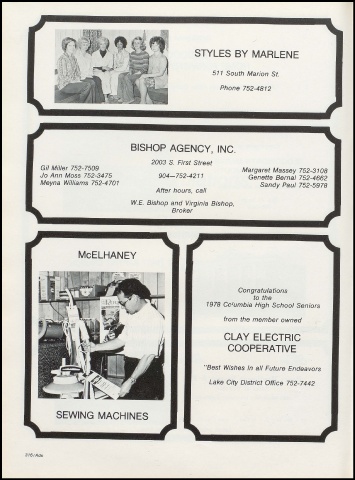 STYLES BY MARLENE
511 South Marion St.
Phone 752-4812
BISHOP AGENCY, INC.
2003 S. First Street
Gil Miller 752-7509
Jo Ann Moss 752-3475
Meyna Williams 752-4701
904—752-4211
After hours, call
W.E. Bishop and Virginia Bishop,
Broker
Margaret Massey 752-3108
Genette Bernal 752-4662
Sandy Paul 752-5978
McELHANEY
SEWING MACHINES
Congratulations
to the
1978 Columbia High School Seniors
from the member owned
CLAY ELECTRIC
COOPERATIVE
"Best Wishes in all Future Endeavors
Lake City District Office 752-7442
/Ads